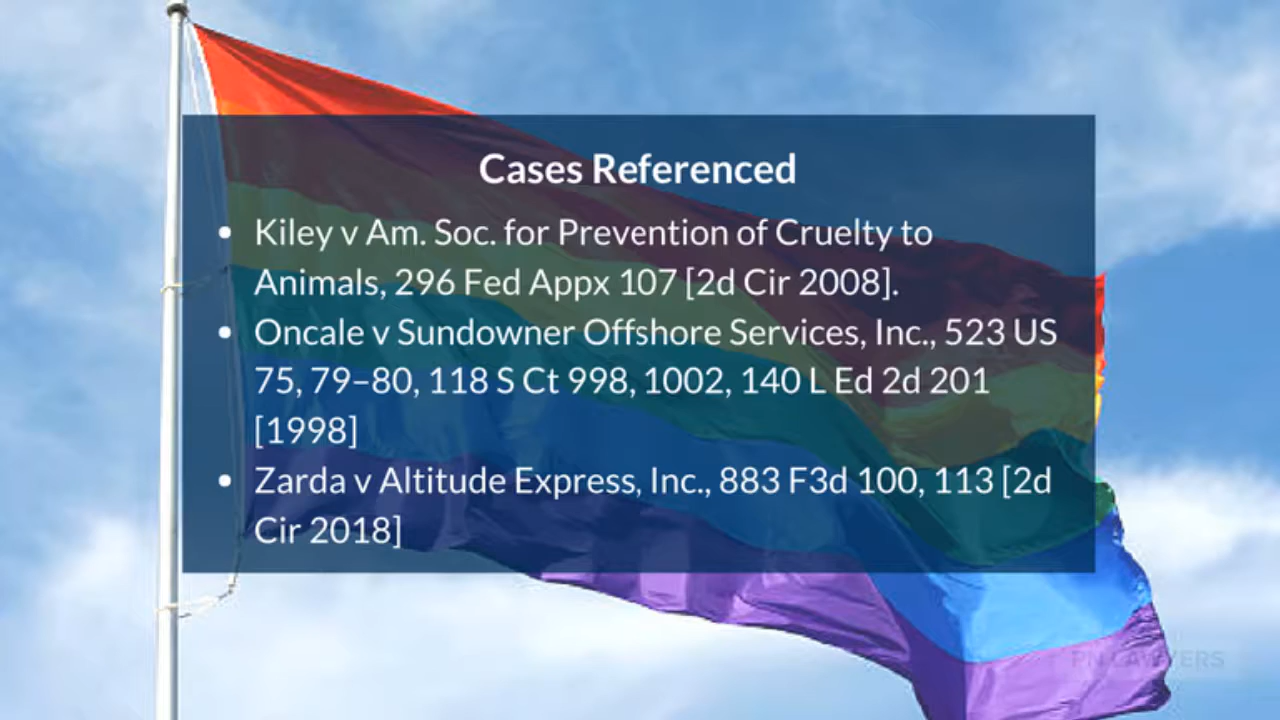 Cases Referenced
• Kiley v Am. Soc. for Prevention of Cruelty to
Animals, 296 Fed Appx 107 [2d Cir 2008].
• Oncale v Sundowner Offshore Services, Inc., 523 US
75, 79–80, 118 S Ct 998, 1002, 140 L Ed 2d 201
[1998]
• Zarda v Altitude Express, Inc., 883 F3d 100, 113 [2d
Cir 2018]
PN LAWYERS